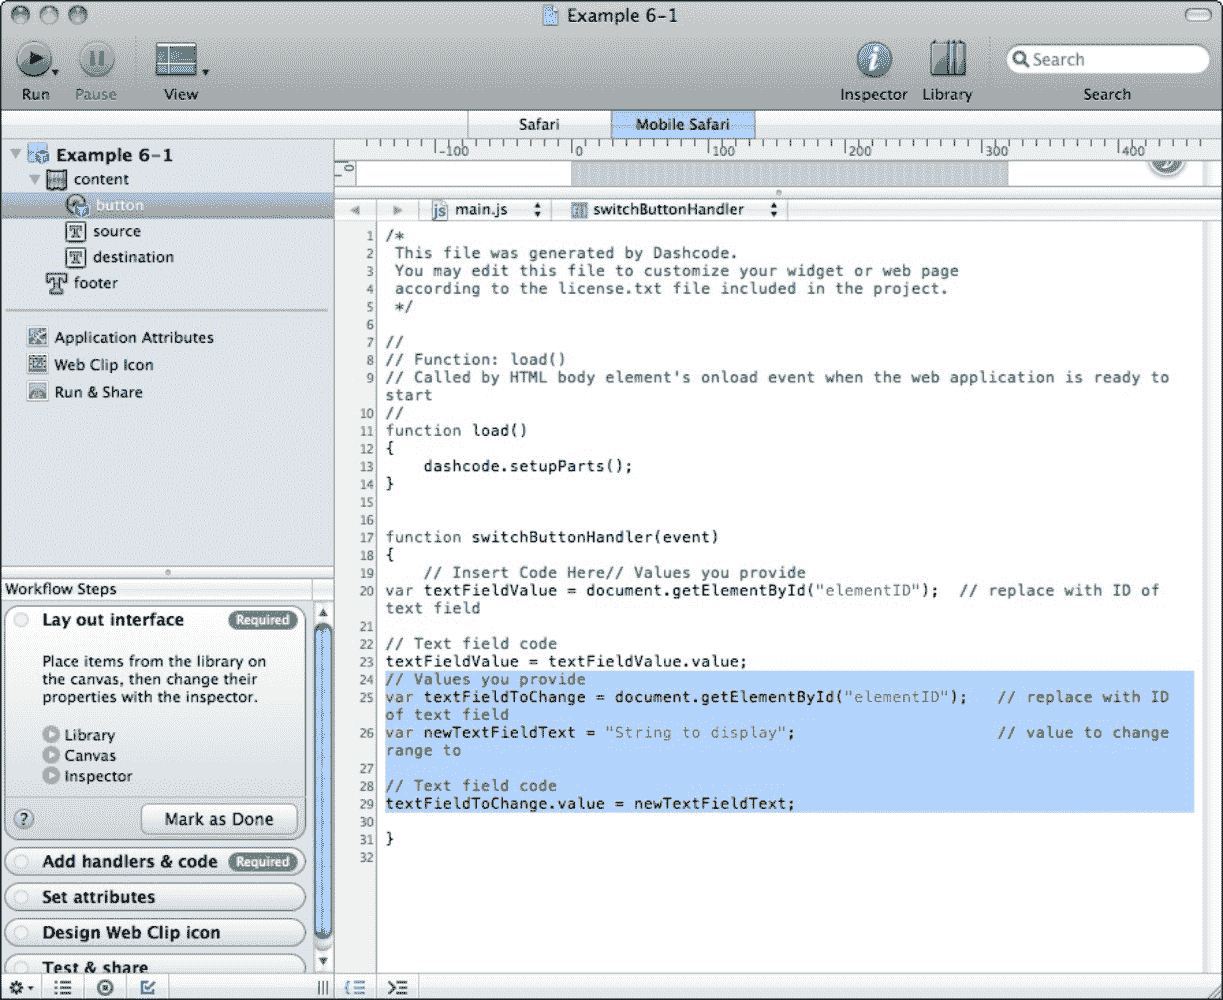 Example 6-1
Run
Pause
View
Inspector
Library
Search
Search
Safari
Mobile Safari
Example 6-1
content
button
source
destination
footer
Application Attributes
Web Clip Icon
Run & Share
-100 0 100 200 300 400
0
js main.js
switchButtonHandler
1 /*
2 This file was generated by Dashcode.
3 You may edit this file to customize your widget or web page
4 according to the license.txt file included in the project.
5 */
6
7 //
8 // Function: load()
9 // Called by HTML body element's onload event when the web application is ready to
start
10 //
11 function load()
12 {
13 dashcode.setupParts();
14 }
15
16
17 function switchButtonHandler(event)
18 {
19 // Insert Code Here// Values you provide
20 var textFieldValue = document.getElementById("elementID");  // replace with ID of
text field
21
22 // Text field code
23 textFieldValue = textFieldValue.value;
24 // Values you provide
25 var textFieldToChange = document.getElementById("elementID");   // replace with ID
of text field
26 var newTextFieldText = "String to display";   // value to change
range to
27
28 // Text field code
29 textFieldToChange.value = newTextFieldText;
30
31 }
32
Workflow Steps
Lay out interface
Required
Place items from the library on
the canvas, then change their
properties with the inspector.
Library
Canvas
Inspector
?
Mark as Done
Add handlers & code
Required
Set attributes
Design Web Clip icon
Test & share